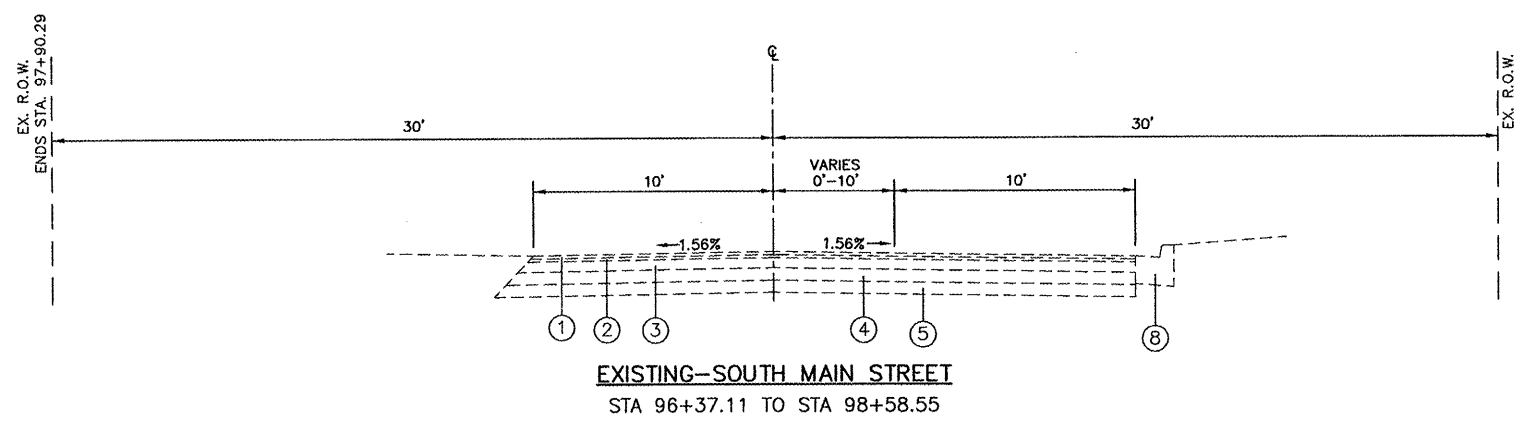 EX. R.O.W.
ENDS STA. 97+90.29
℄
EX. R.O.W.
30'
30'
VARIES
0'-10'
10'
10'
1.56%
1.56%
1
2
3
4
5
8
EXISTING-SOUTH MAIN STREET
STA 96+37.11 TO STA 98+58.55